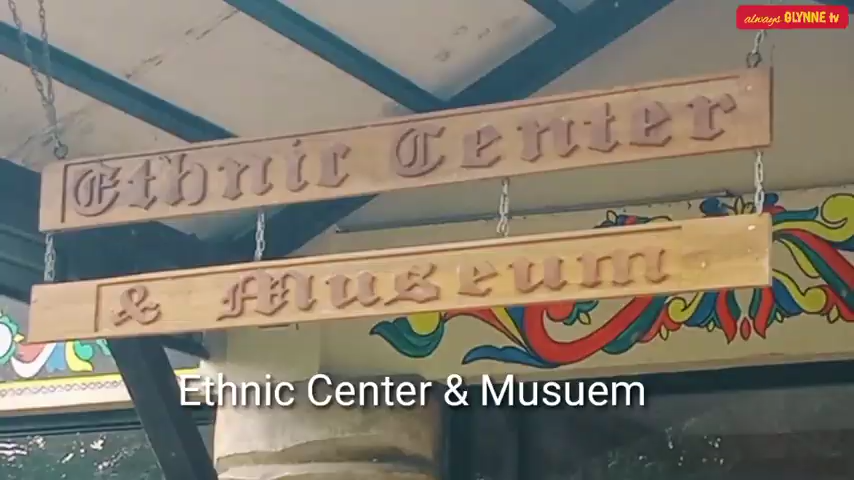 always GLYNNE tv
Ethnic Center
& Museum
Ethnic Center & Musuem